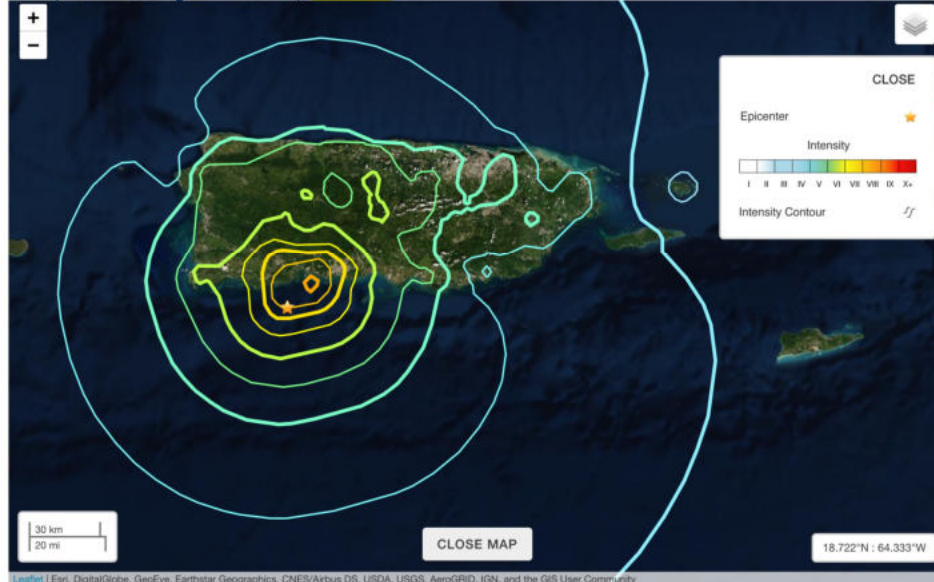 +
−
CLOSE
Epicenter
Intensity
I II III IV V VI VII VIII IX X+
Intensity Contour
30 km
20 mi
CLOSE MAP
18.722°N : 64.333°W
Leaflet | Esri, DigitalGlobe, GeoEye, Earthstar Geographics, CNES/Airbus DS, USDA, USGS, AeroGRID, IGN, and the GIS User Community